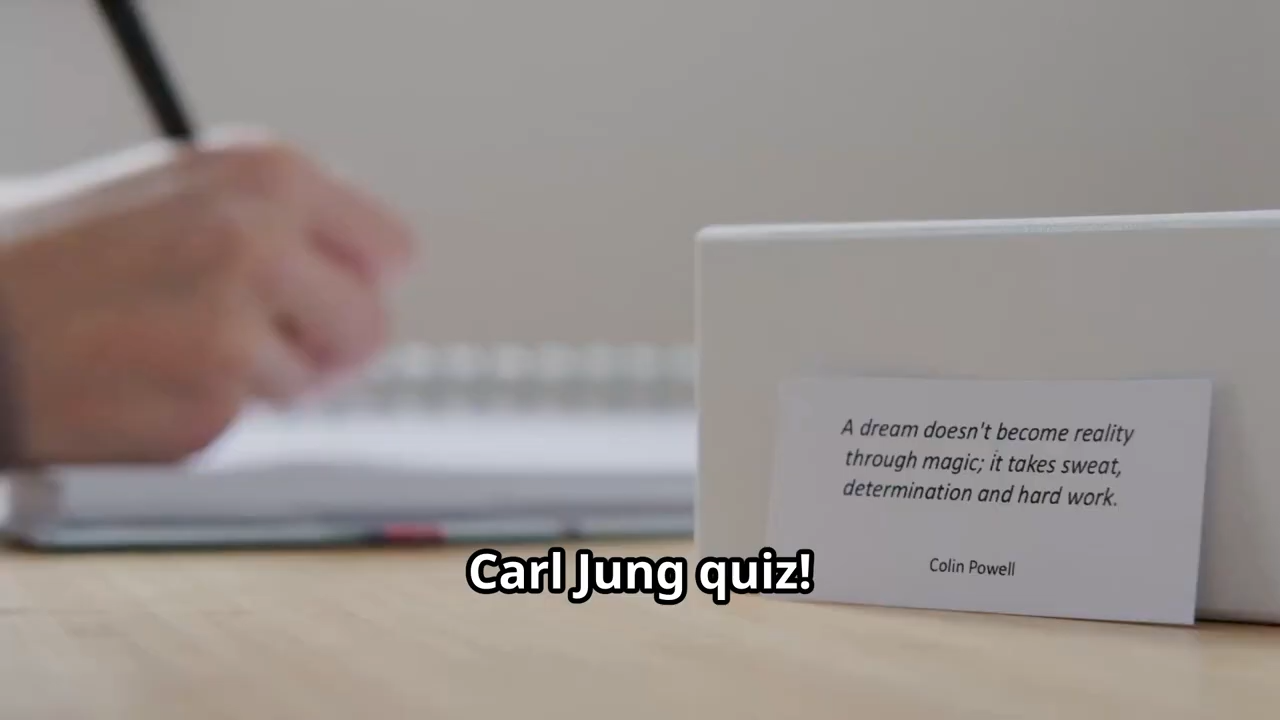 A dream doesn't become reality
through magic; it takes sweat,
determination and hard work.
Colin Powell
Carl Jung quiz!